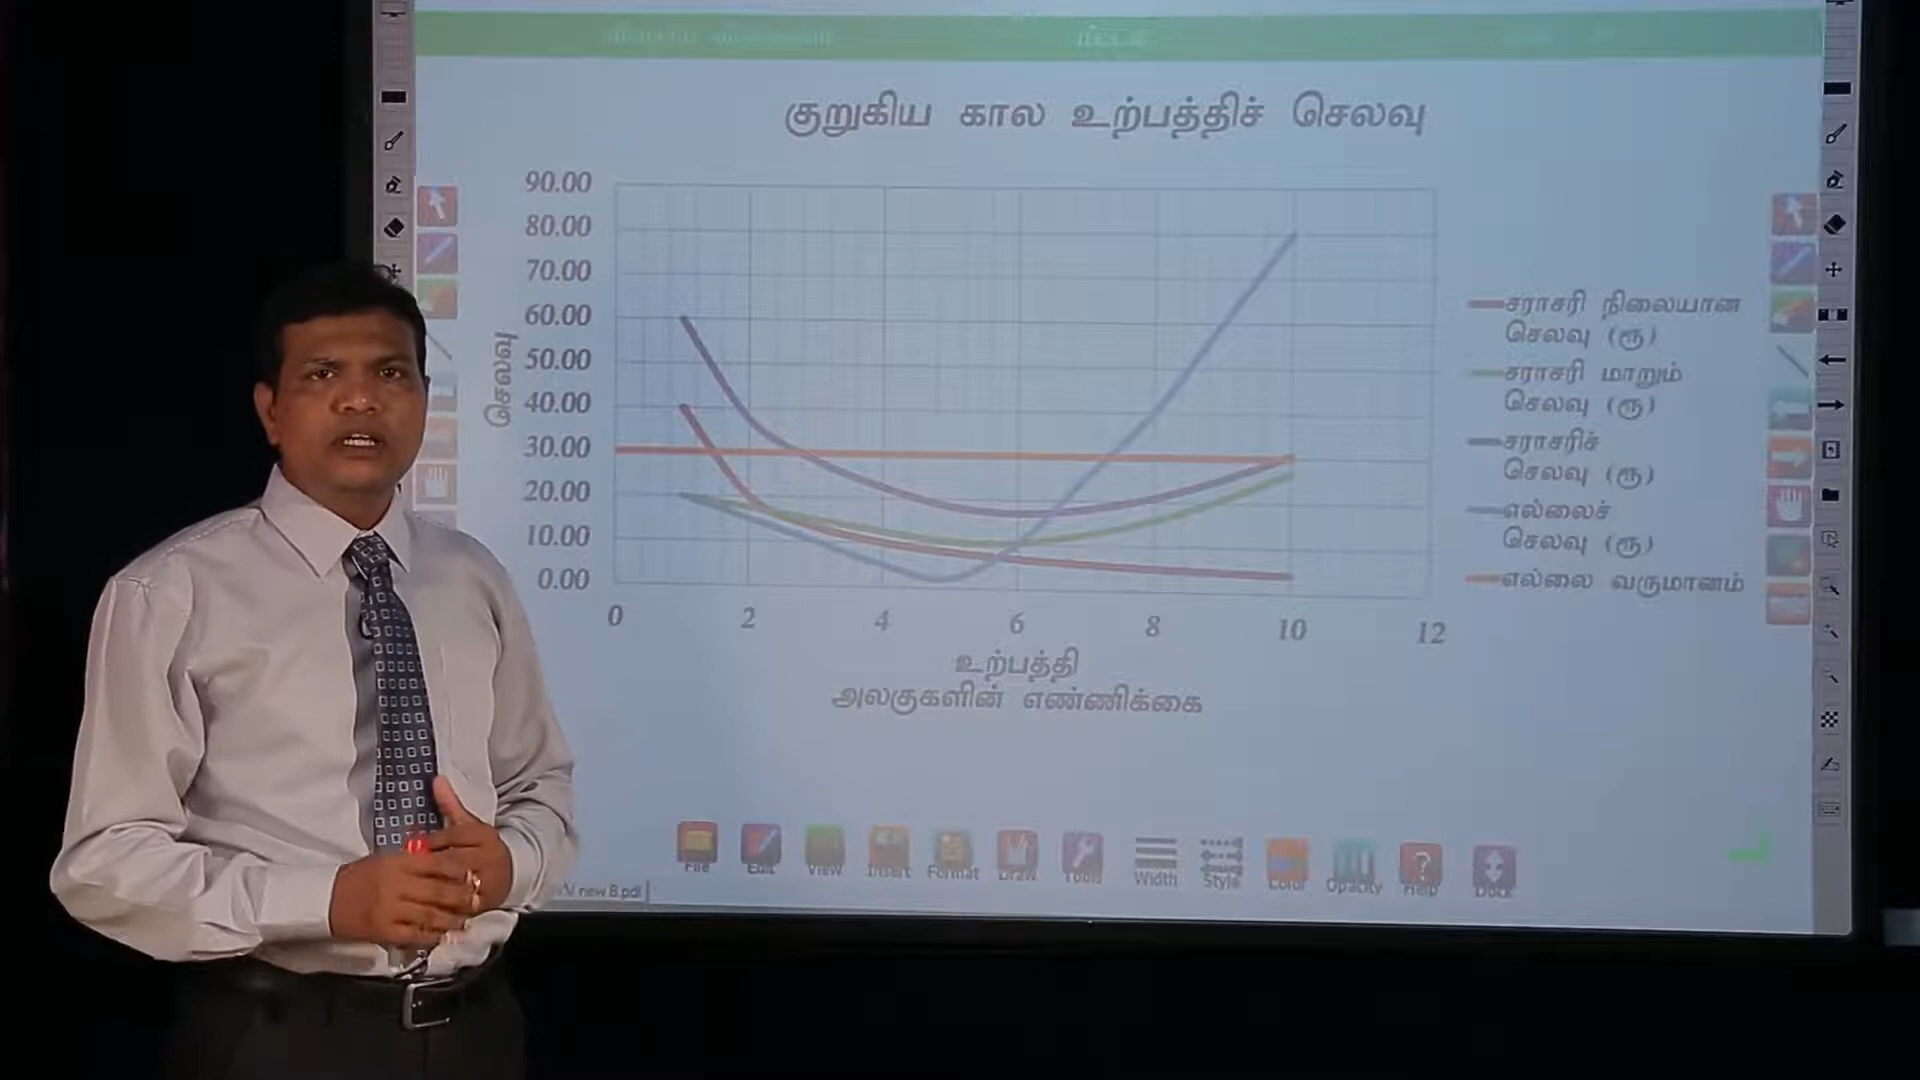 குறுகிய கால உற்பத்திச் செலவு
90.00
80.00
70.00
60.00
50.00
40.00
30.00
20.00
10.00
0.00
செலவு
0 2 4 6 8 10 12
உற்பத்தி
அலகுகளின் எண்ணிக்கை
சராசரி நிலையான
செலவு (ரூ)
சராசரி மாறும்
செலவு (ரூ)
சராசரிச்
செலவு (ரூ)
எல்லைச்
செலவு (ரூ)
எல்லை வருமானம்
File Edit View Insert Format Draw Tools Width Style Color Opacity Help Dock
new B.pdf